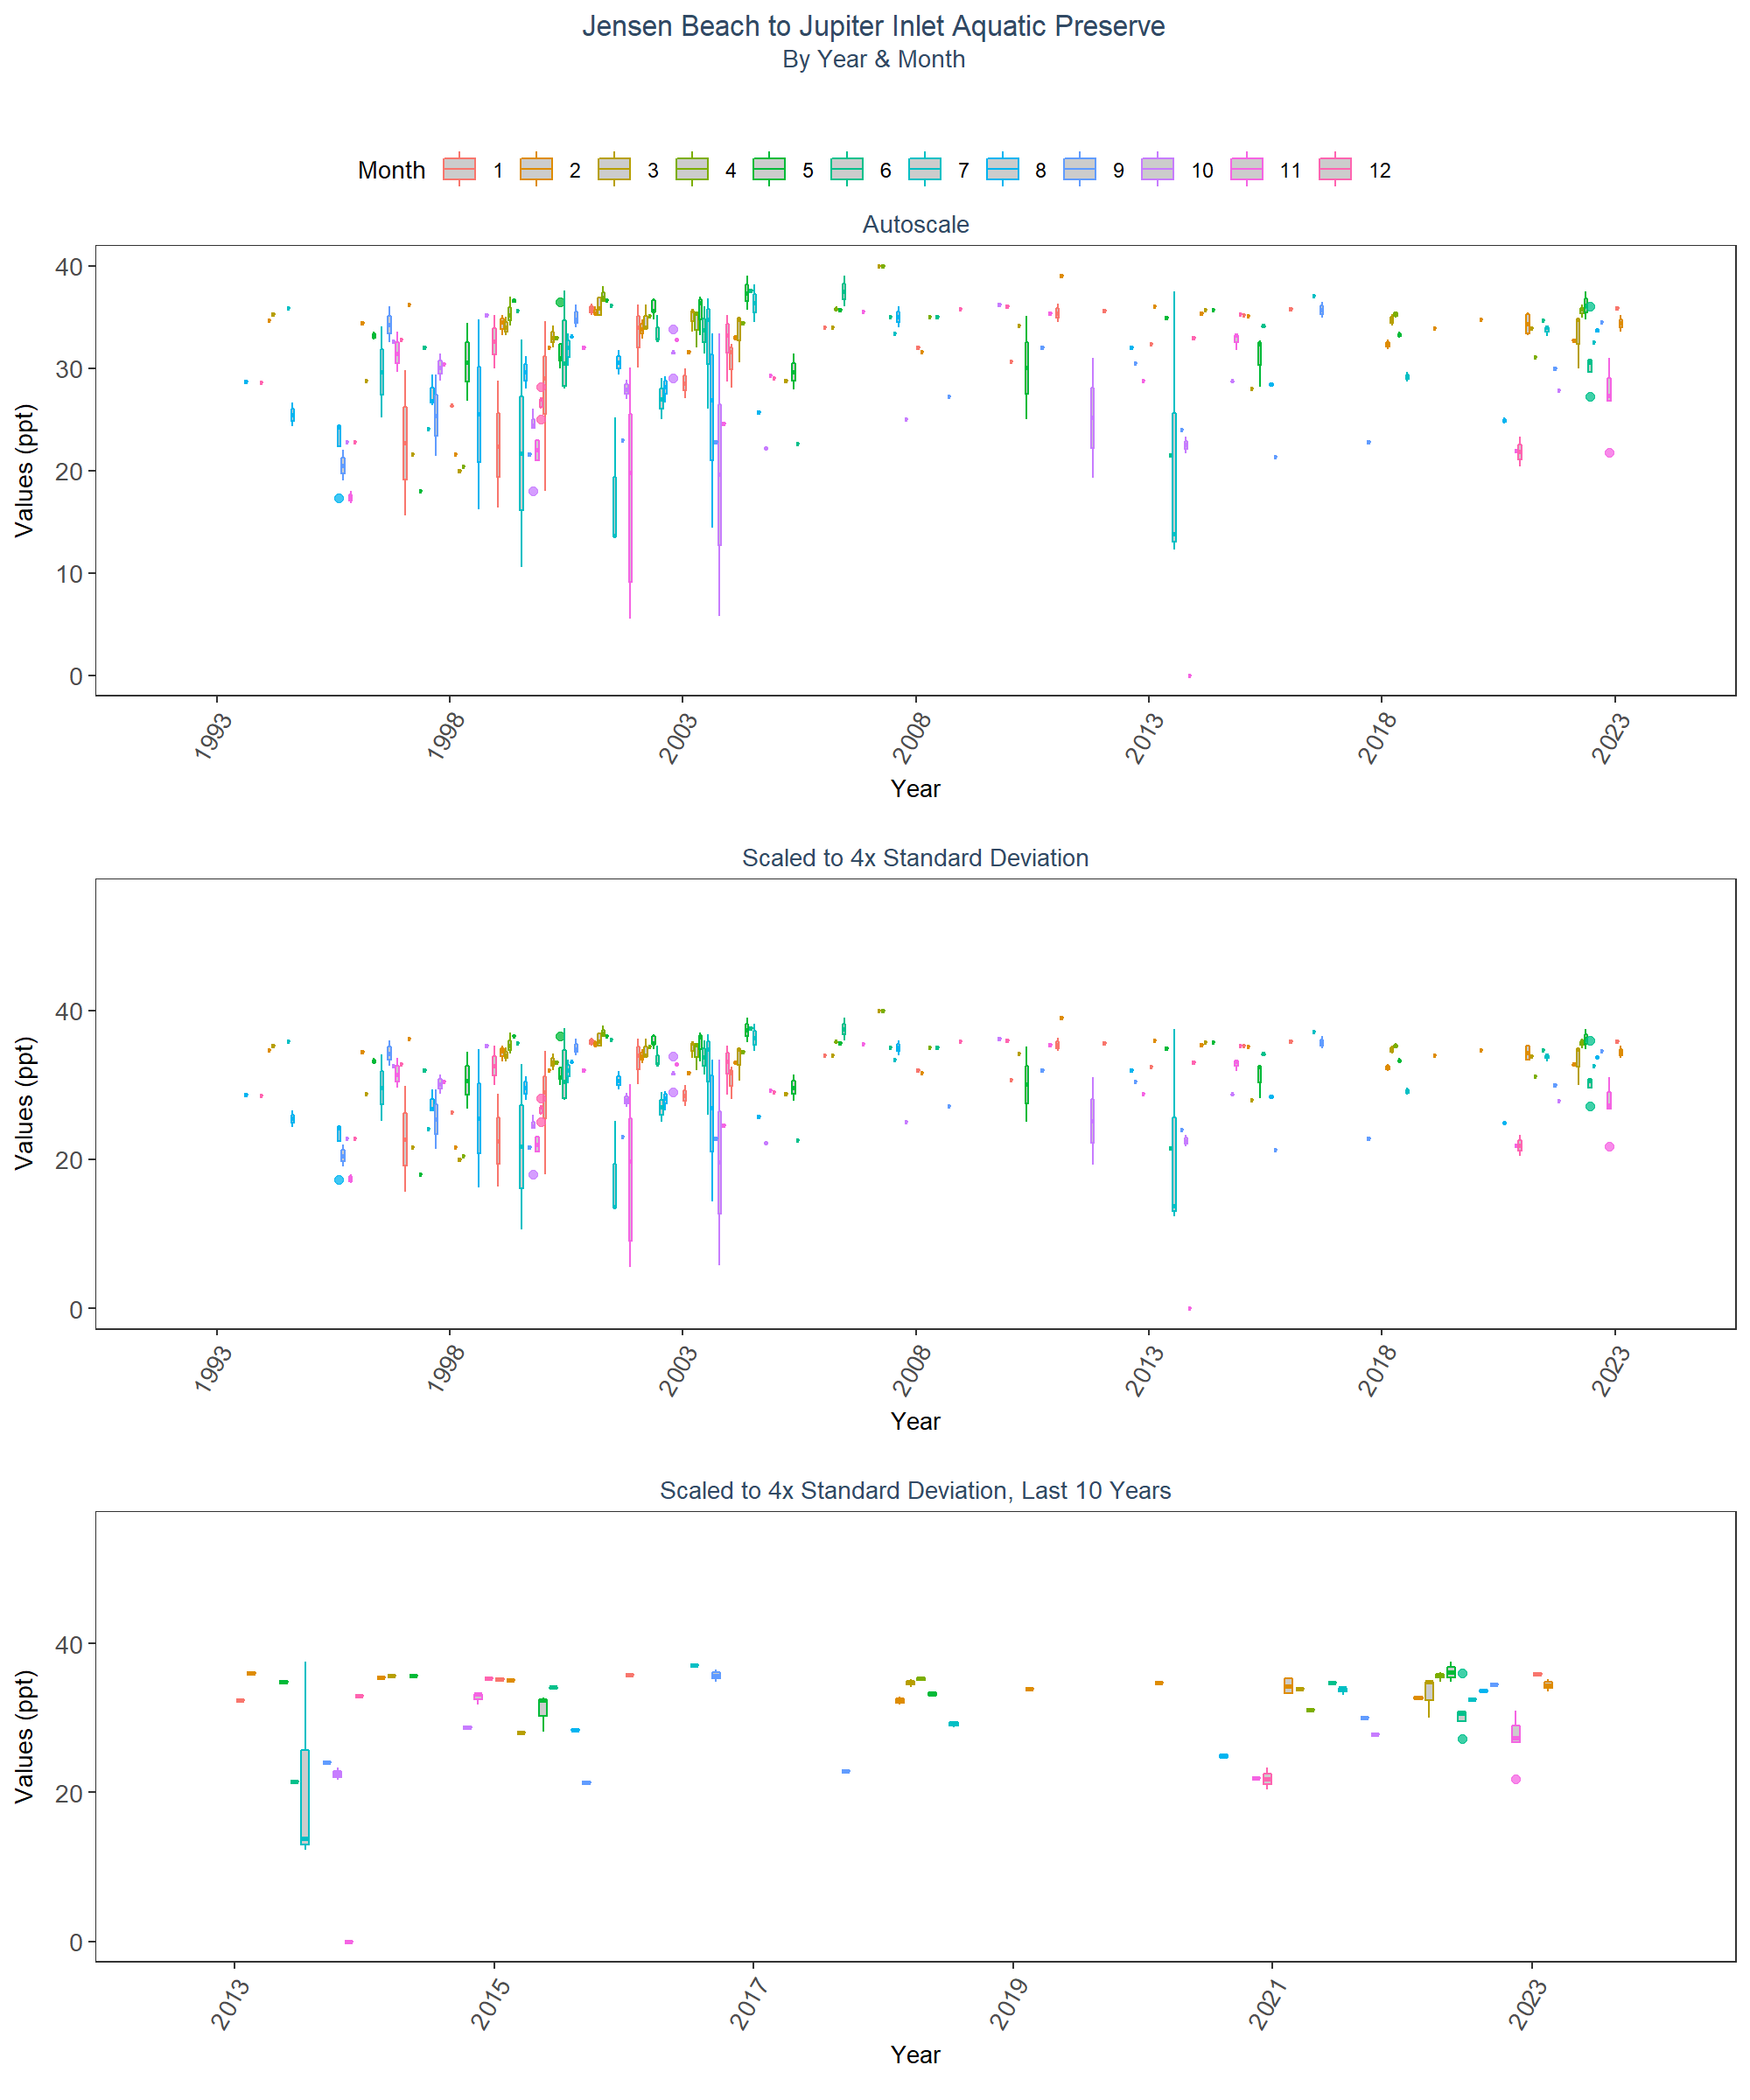 Jensen Beach to Jupiter Inlet Aquatic Preserve
By Year & Month
Month 1 2 3 4 5 6 7 8 9 10 11 12
Autoscale
Values (ppt)
40
30
20
10
0
1993 1998 2003 2008 2013 2018 2023
Year
Scaled to 4x Standard Deviation
Values (ppt)
40
20
0
1993 1998 2003 2008 2013 2018 2023
Year
Scaled to 4x Standard Deviation, Last 10 Years
Values (ppt)
40
20
0
2013 2015 2017 2019 2021 2023
Year